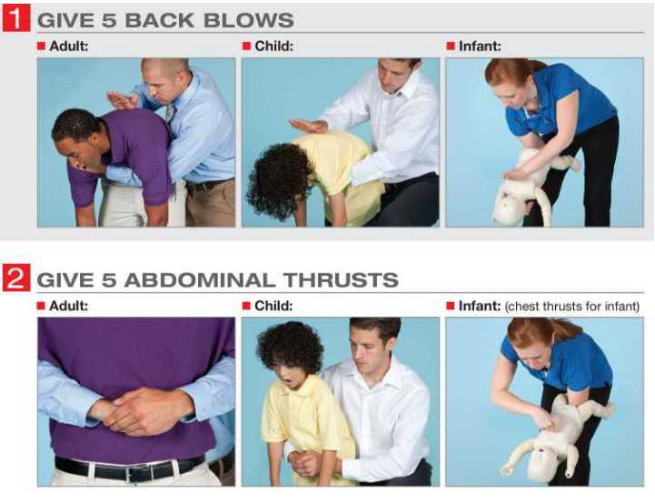 1 GIVE 5 BACK BLOWS
Adult: Child: Infant:
2 GIVE 5 ABDOMINAL THRUSTS
Adult: Child: Infant: (chest thrusts for infant)